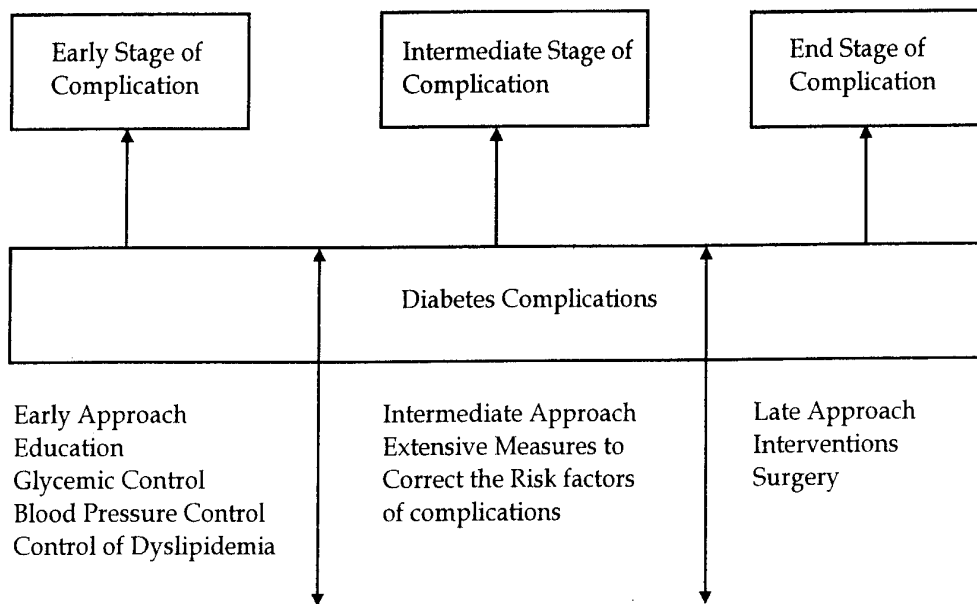 Early Stage of
Complication
Intermediate Stage of
Complication
End Stage of
Complication
Diabetes Complications
Early Approach
Education
Glycemic Control
Blood Pressure Control
Control of Dyslipidemia
Intermediate Approach
Extensive Measures to
Correct the Risk factors
of complications
Late Approach
Interventions
Surgery